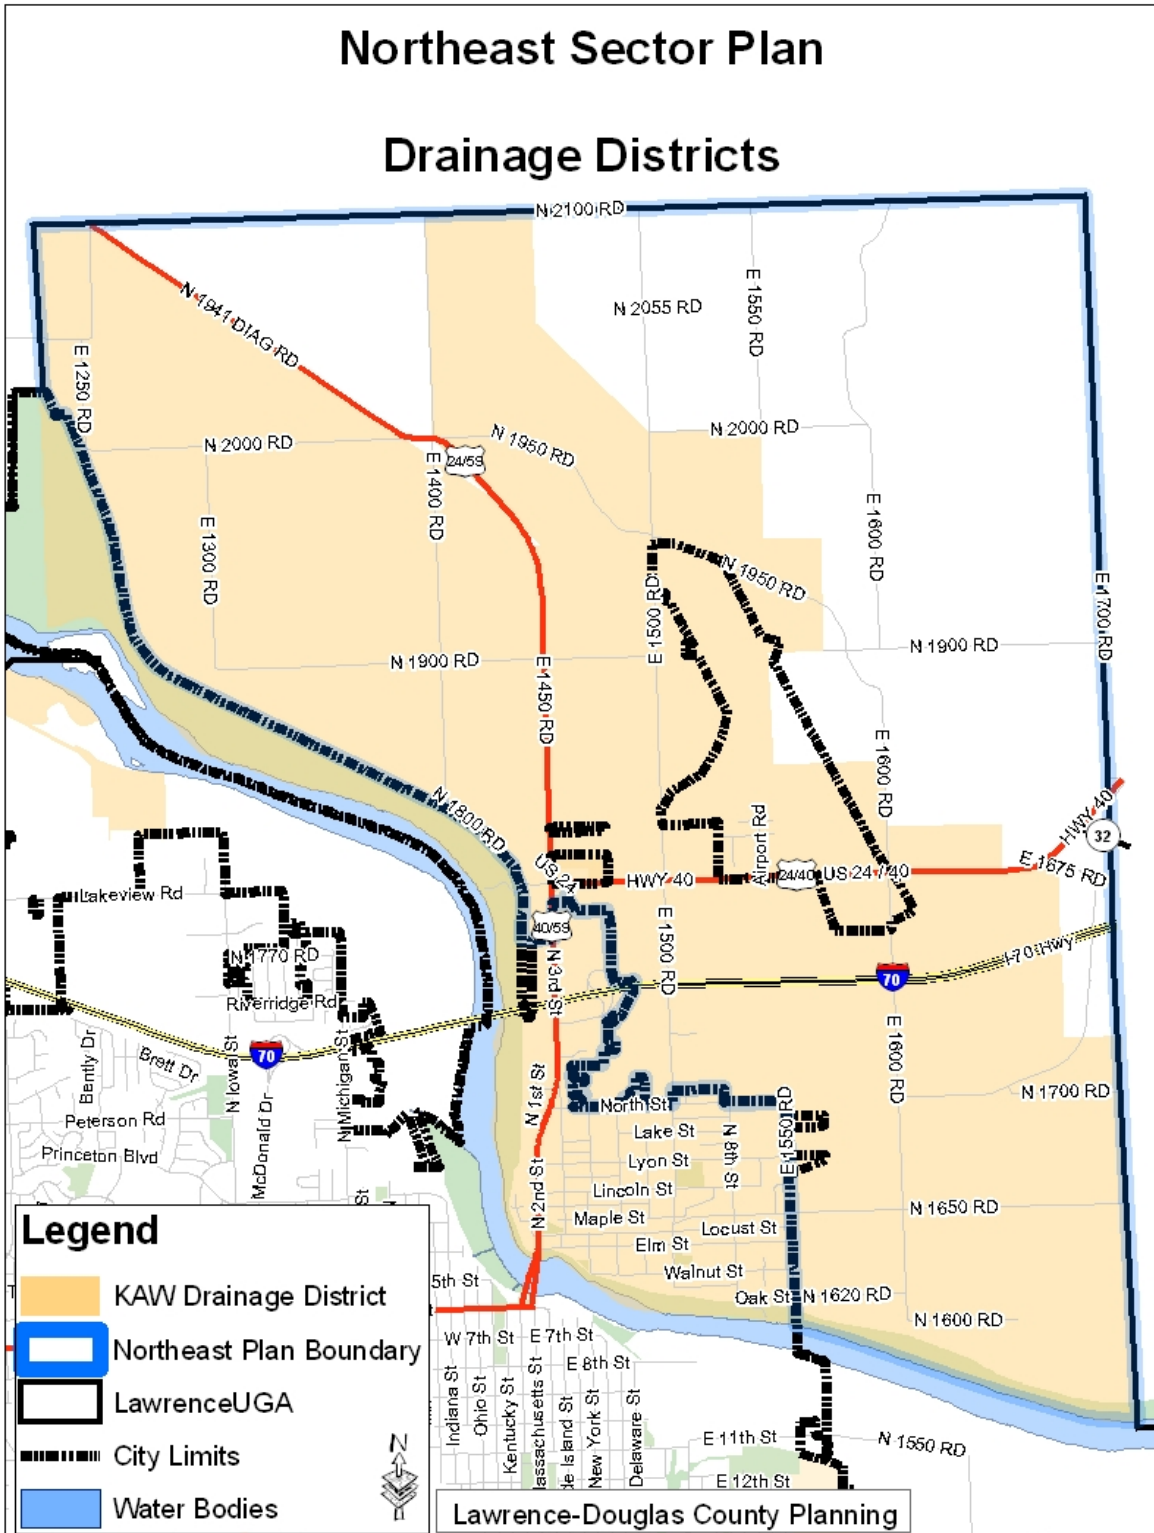 Northeast Sector Plan
Drainage Districts
N 2100 RD
N 1941 DIAG RD
N 2055 RD
E 1550 RD
E 1250 RD
N 2000 RD
24/59
N 1950 RD
N 2000 RD
E 1400 RD
E 1300 RD
E 1600 RD
N 1950 RD
E 1500 RD
E 1700 RD
N 1900 RD
N 1900 RD
E 1450 RD
E 1600 RD
N 1800 RD
Airport Rd
HWY 40
32
US 24
HWY 40
24/40
US 24 / 40
E 1675 RD
Lakeview Rd
40/59
E 1500 RD
N 1770 RD
N 3rd St
I-70 Hwy
70
Riverridge Rd
70
Bently Dr
Brett Dr
N Iowa St
N Michigan St
McDonald Dr
E 1600 RD
N 1700 RD
Peterson Rd
Princeton Blvd
N 1st St
North St
E 1550 RD
Lake St
N 8th St
Lyon St
Lincoln St
N 2nd St
Maple St
Locust St
N 1650 RD
Elm St
Walnut St
Oak St
N 1620 RD
N 1600 RD
St
N
5th St
W 7th St
E 7th St
E 8th St
Indiana St
Ohio St
Kentucky St
assachusetts St
de Island St
New York St
Delaware St
E 11th St
N 1550 RD
E 12th St
Legend
KAW Drainage District
Northeast Plan Boundary
LawrenceUGA
City Limits
Water Bodies
N
Lawrence-Douglas County Planning